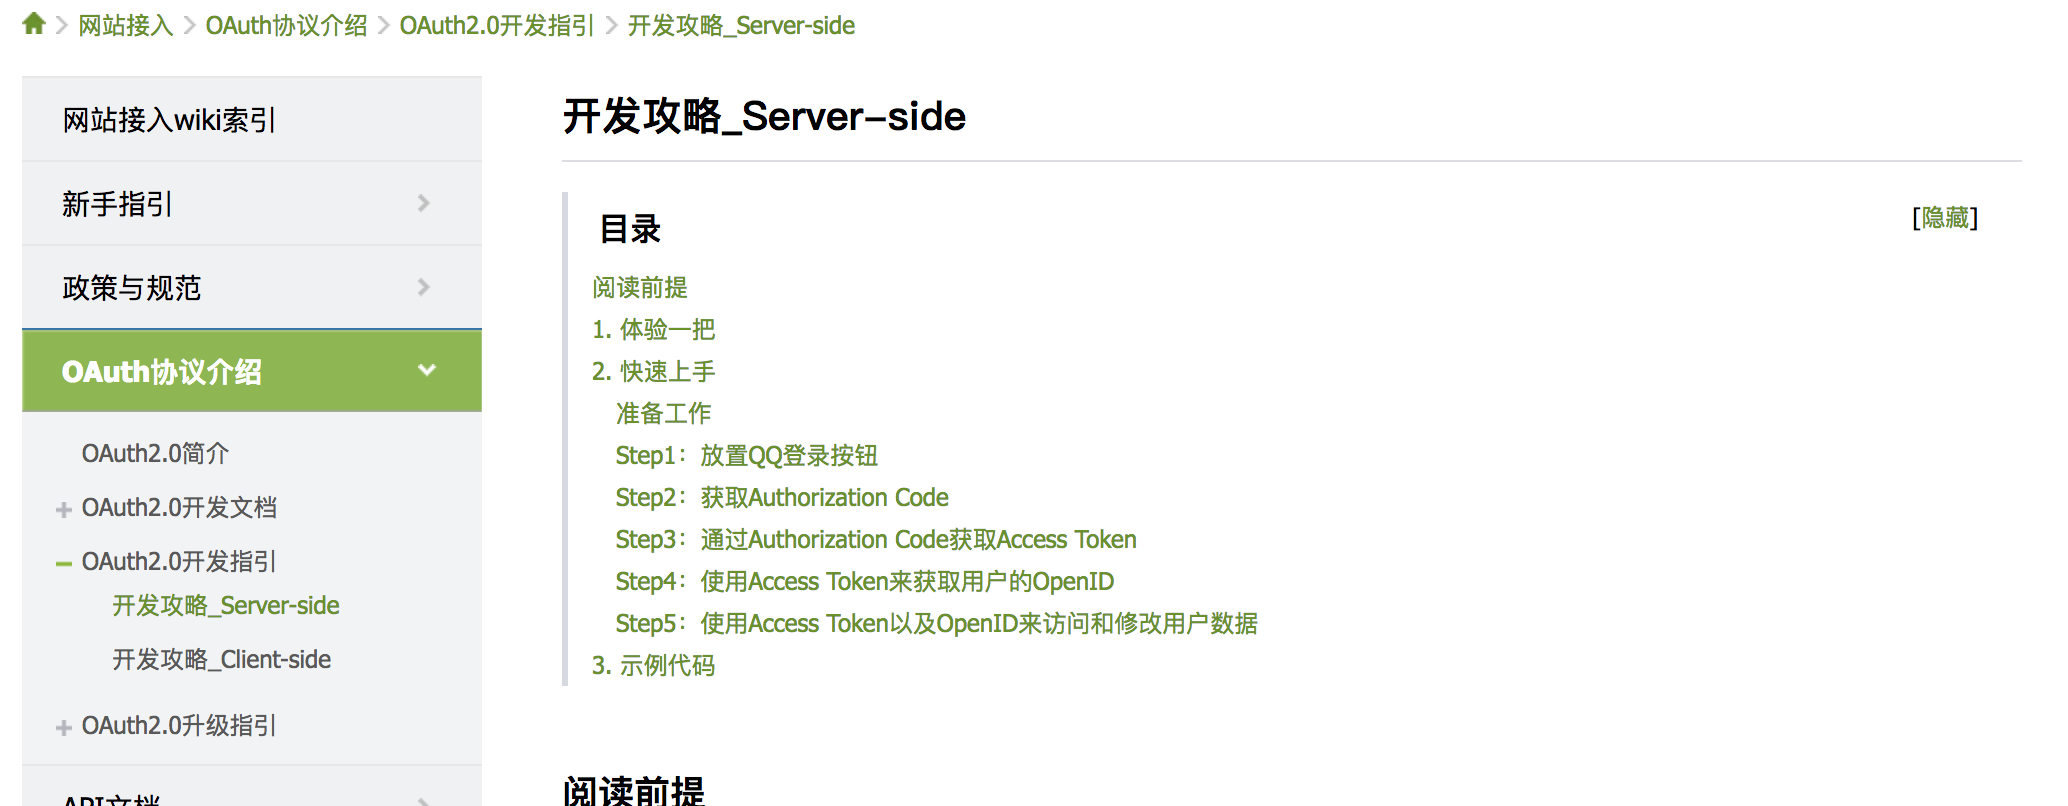 网站接入 OAuth协议介绍 OAuth2.0开发指引 开发攻略_Server-side
网站接入wiki索引
新手指引
政策与规范
OAuth协议介绍
OAuth2.0简介
OAuth2.0开发文档
OAuth2.0开发指引
开发攻略_Server-side
开发攻略_Client-side
OAuth2.0升级指引
API文档
开发攻略_Server-side
目录
[隐藏]
阅读前提
1. 体验一把
2. 快速上手
准备工作
Step1：放置QQ登录按钮
Step2：获取Authorization Code
Step3：通过Authorization Code获取Access Token
Step4：使用Access Token来获取用户的OpenID
Step5：使用Access Token以及OpenID来访问和修改用户数据
3. 示例代码
阅读前提